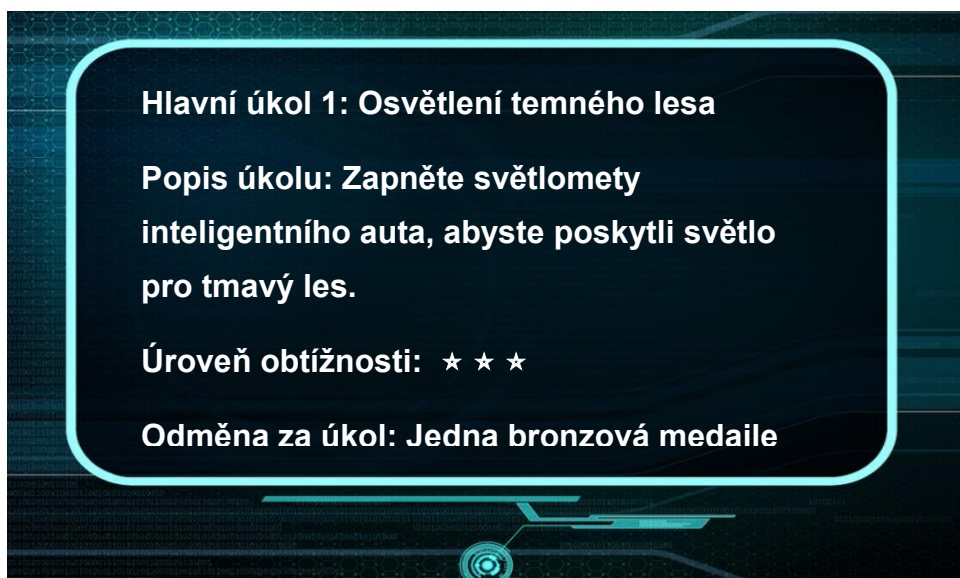 Hlavní úkol 1: Osvětlení temného lesa
Popis úkolu: Zapněte světlomety
inteligentního auta, abyste poskytli světlo
pro tmavý les.
Úroveň obtížnosti: ★ ★ ★
Odměna za úkol: Jedna bronzová medaile